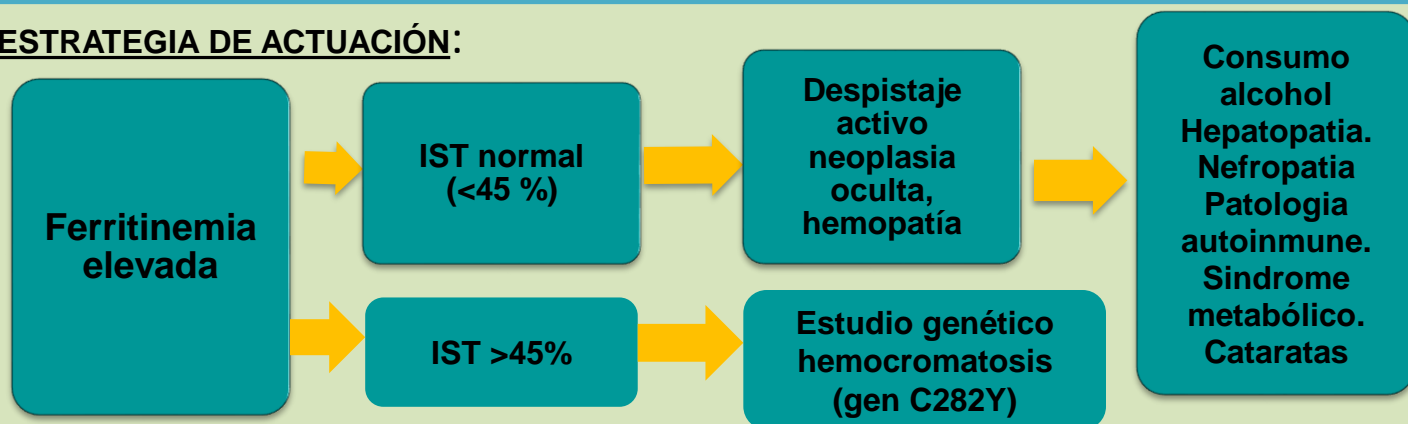 ESTRATEGIA DE ACTUACIÓN:
Ferritinemia
elevada
IST normal
(<45 %)
Despistaje
activo
neoplasia
oculta,
hemopatía
Consumo
alcohol
Hepatopatia.
Nefropatia
Patologia
autoinmune.
Sindrome
metabólico.
Cataratas
IST >45%
Estudio genético
hemocromatosis
(gen C282Y)